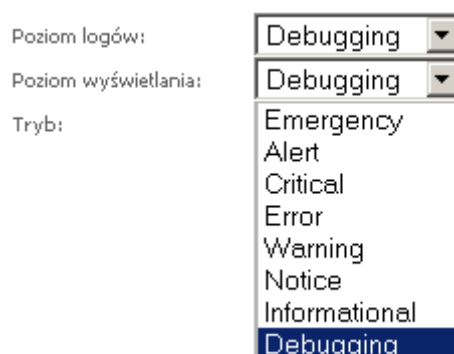 Poziom logów: Debugging
Poziom wyświetlania: Debugging
Tryb:
Emergency
Alert
Critical
Error
Warning
Notice
Informational
Debugging